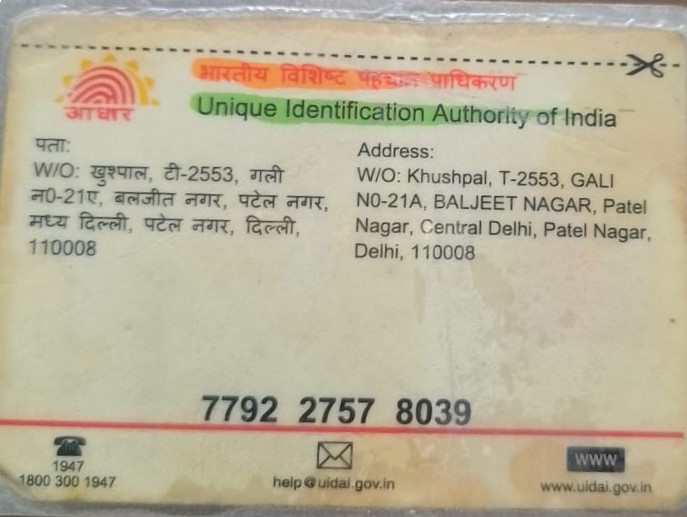 आधार
भारतीय विशिष्ट पहचान प्राधिकरण
Unique Identification Authority of India
पता:
W/O: खुश्पाल, टी-2553, गली
न0-21ए, बलजीत नगर, पटेल नगर,
मध्य दिल्ली, पटेल नगर, दिल्ली,
110008
Address:
W/O: Khushpal, T-2553, GALI
N0-21A, BALJEET NAGAR, Patel
Nagar, Central Delhi, Patel Nagar,
Delhi, 110008
7792 2757 8039
1947
1800 300 1947
help@uidai.gov.in
WWW
www.uidai.gov.in